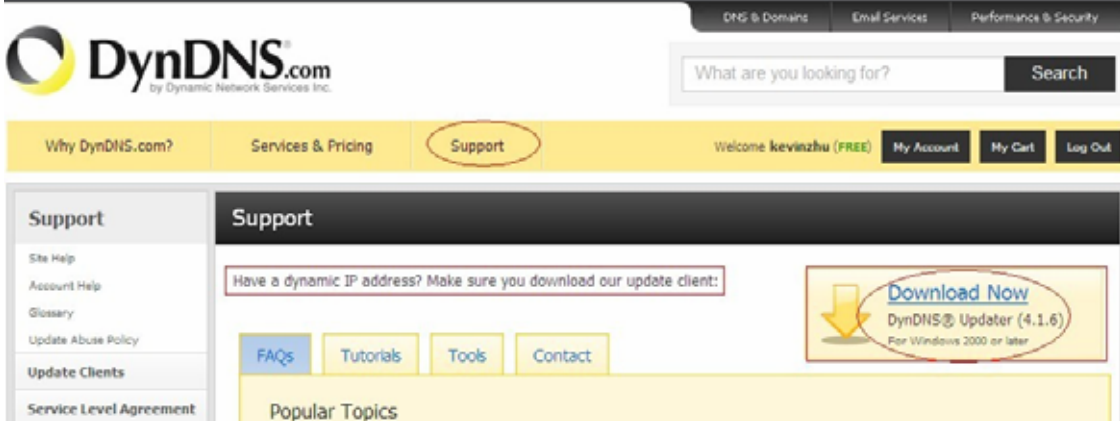 DNS & Domains Email Services Performance & Security
DynDNS.com
by Dynamic Network Services Inc.
What are you looking for? Search
Why DynDNS.com? Services & Pricing Support Welcome kevinzhu (FREE) My Account My Cart Log Out
Support
Site Help
Account Help
Glossary
Update Abuse Policy
Update Clients
Service Level Agreement
Support
Have a dynamic IP address? Make sure you download our update client:
Download Now
DynDNS® Updater (4.1.6)
For Windows 2000 or later
FAQs Tutorials Tools Contact
Popular Topics